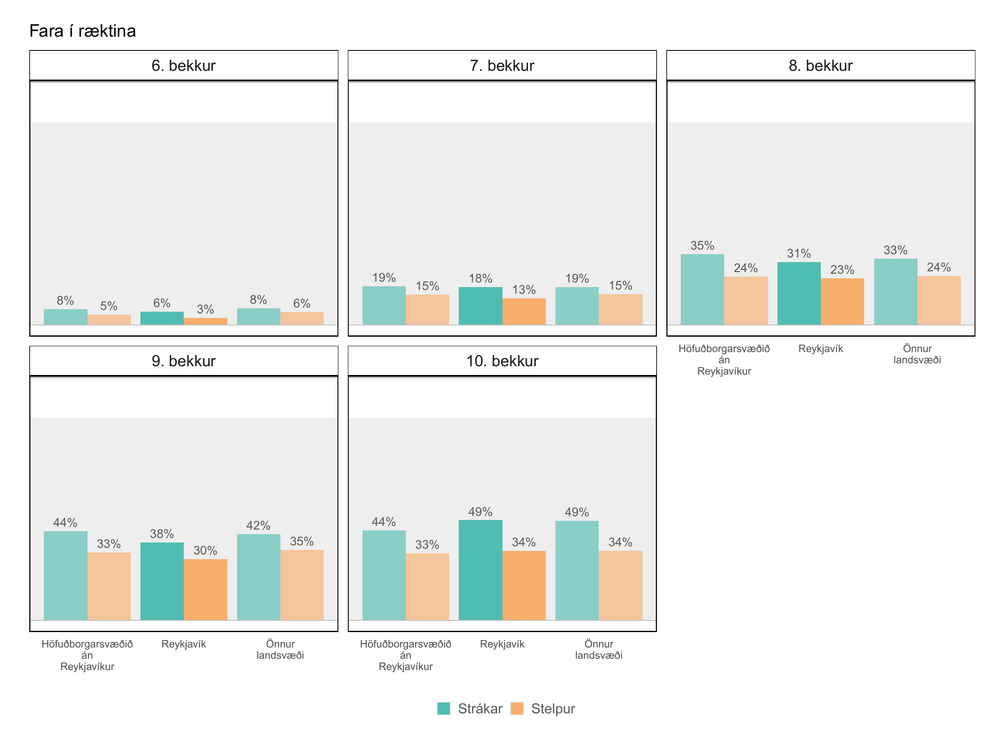 Fara í ræktina
6. bekkur
7. bekkur
8. bekkur
8%
5%
6%
3%
8%
6%
19%
15%
18%
13%
19%
15%
35%
24%
31%
23%
33%
24%
Höfuðborgarsvæðið
án
Reykjavíkur
Reykjavík
Önnur
landsvæði
9. bekkur
10. bekkur
44%
33%
38%
30%
42%
35%
44%
33%
49%
34%
49%
34%
Höfuðborgarsvæðið
án
Reykjavíkur
Reykjavík
Önnur
landsvæði
Höfuðborgarsvæðið
án
Reykjavíkur
Reykjavík
Önnur
landsvæði
Strákar
Stelpur